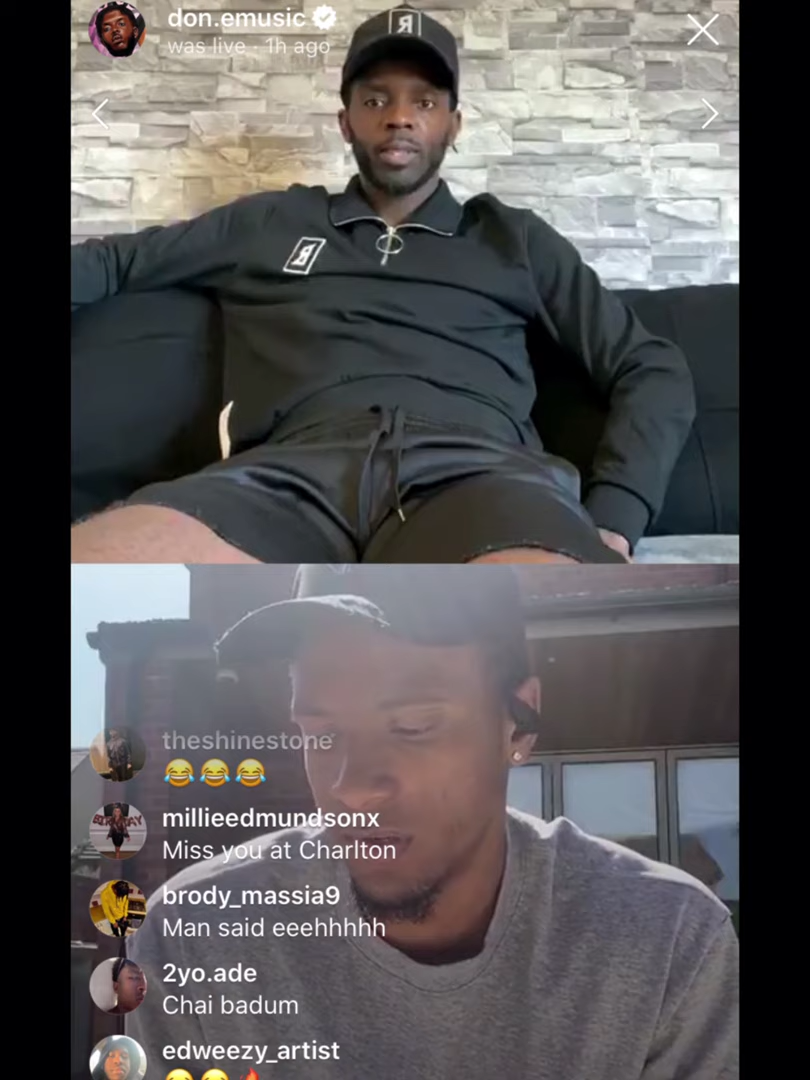 don.emusic
was live · 1h ago
theshinestone
😂😂😂
millieedmundsonx
Miss you at Charlton
brody_massia9
Man said eeehhhhh
2yo.ade
Chai badum
edweezy_artist
😂😂🔥